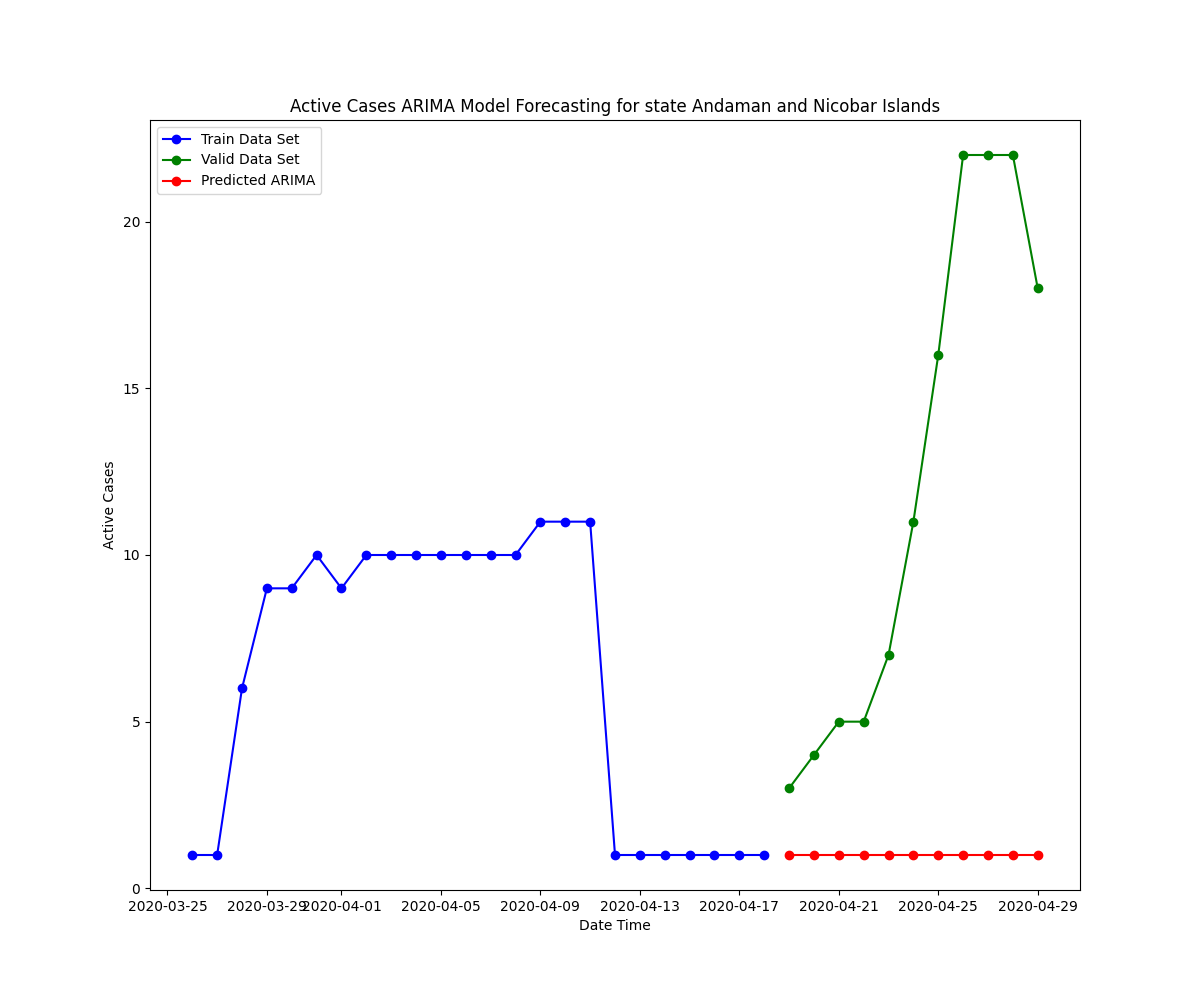 Active Cases ARIMA Model Forecasting for state Andaman and Nicobar Islands
Train Data Set
Valid Data Set
Predicted ARIMA
20
15
10
5
0
Active Cases
2020-03-25 2020-03-29 2020-04-01 2020-04-05 2020-04-09 2020-04-13 2020-04-17 2020-04-21 2020-04-25 2020-04-29
Date Time